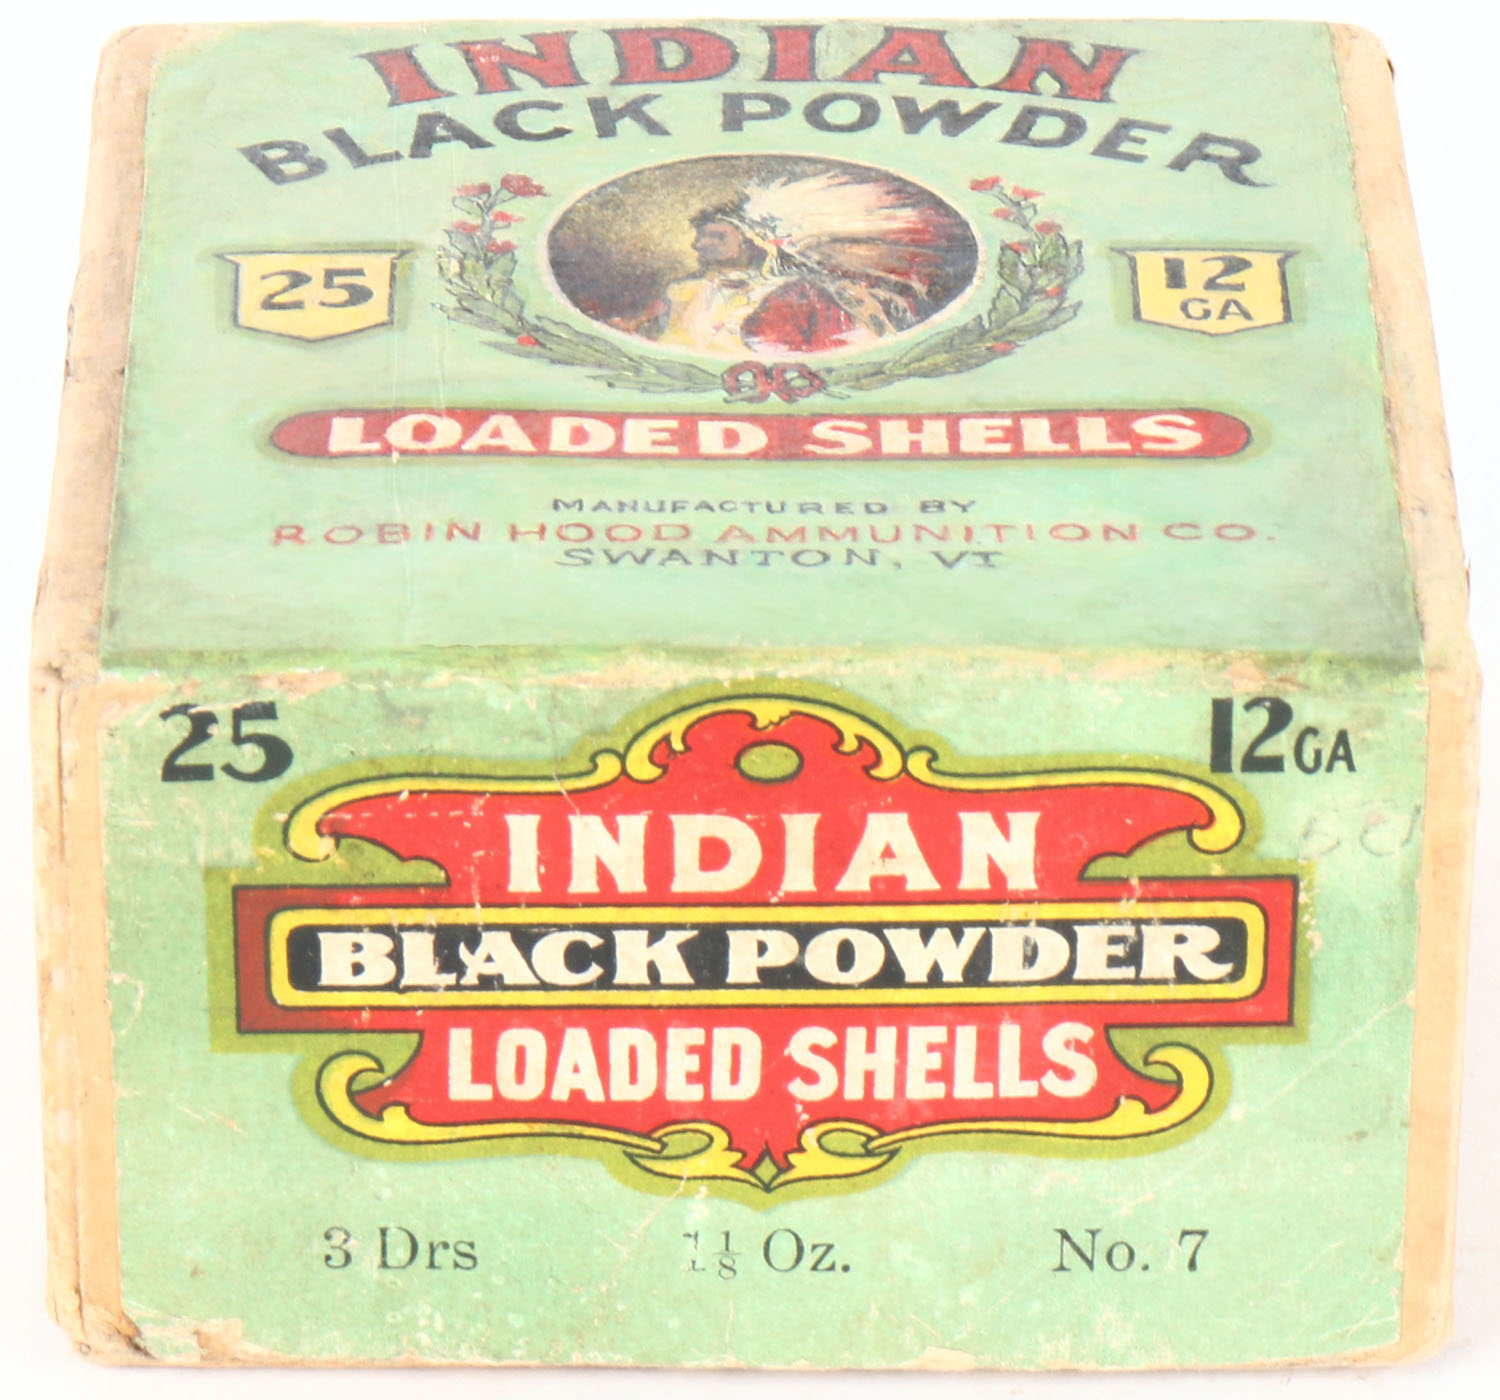 INDIAN
BLACK POWDER
25
12
GA
LOADED SHELLS
MANUFACTURED BY
ROBIN HOOD AMMUNITION CO.
SWANTON, VT
25
12GA
INDIAN
BLACK POWDER
LOADED SHELLS
3 Drs 1 1/8 Oz. No. 7